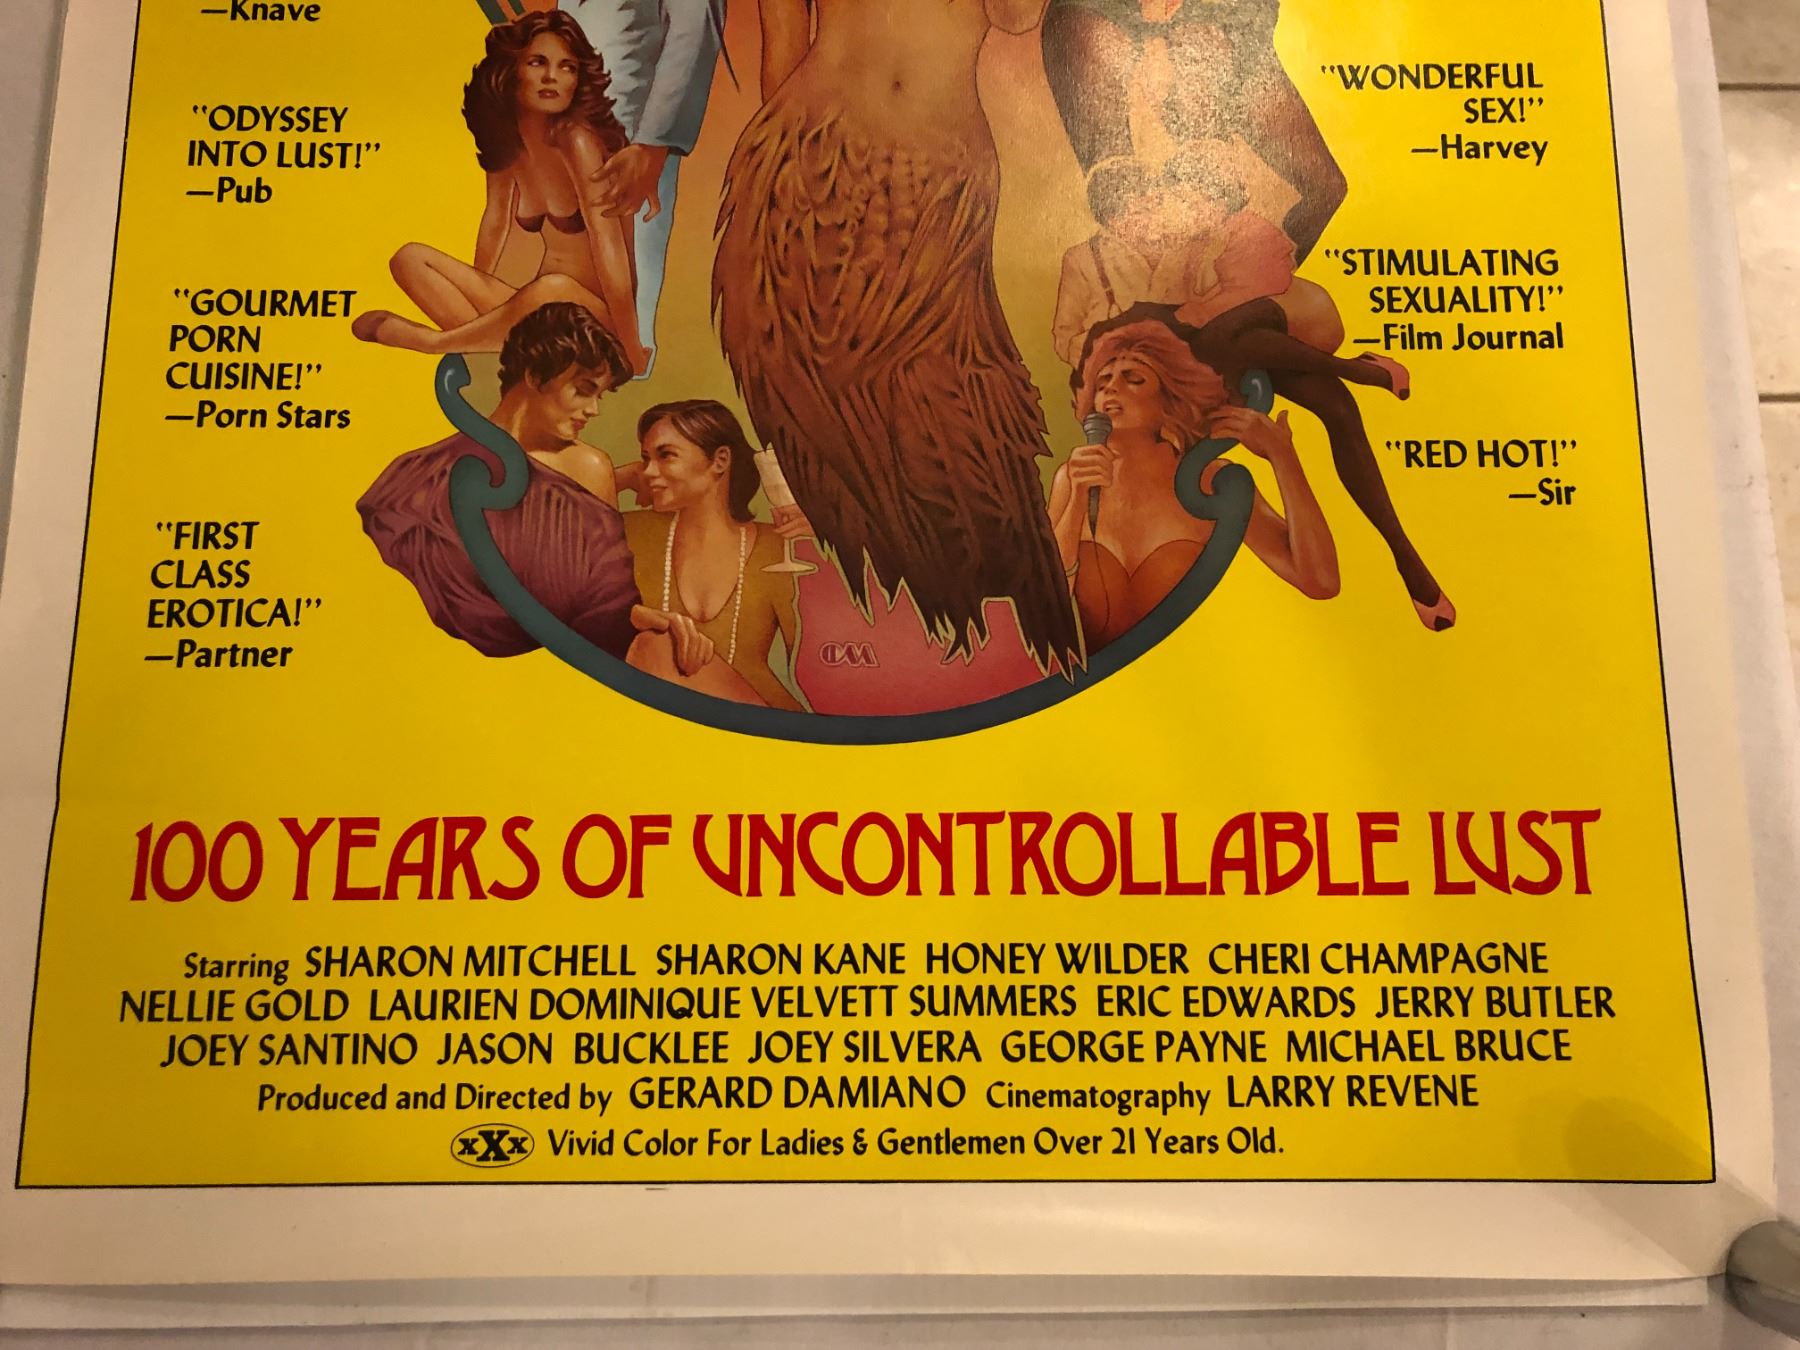 —Knave
"ODYSSEY
INTO LUST!"
—Pub
"GOURMET
PORN
CUISINE!"
—Porn Stars
"FIRST
CLASS
EROTICA!"
—Partner
"WONDERFUL
SEX!"
—Harvey
"STIMULATING
SEXUALITY!"
—Film Journal
"RED HOT!"
—Sir
100 YEARS OF UNCONTROLLABLE LUST
Starring SHARON MITCHELL SHARON KANE HONEY WILDER CHERI CHAMPAGNE
NELLIE GOLD LAURIEN DOMINIQUE VELVETT SUMMERS ERIC EDWARDS JERRY BUTLER
JOEY SANTINO JASON BUCKLEE JOEY SILVERA GEORGE PAYNE MICHAEL BRUCE
Produced and Directed by GERARD DAMIANO Cinematography LARRY REVENE
XXX Vivid Color For Ladies & Gentlemen Over 21 Years Old.